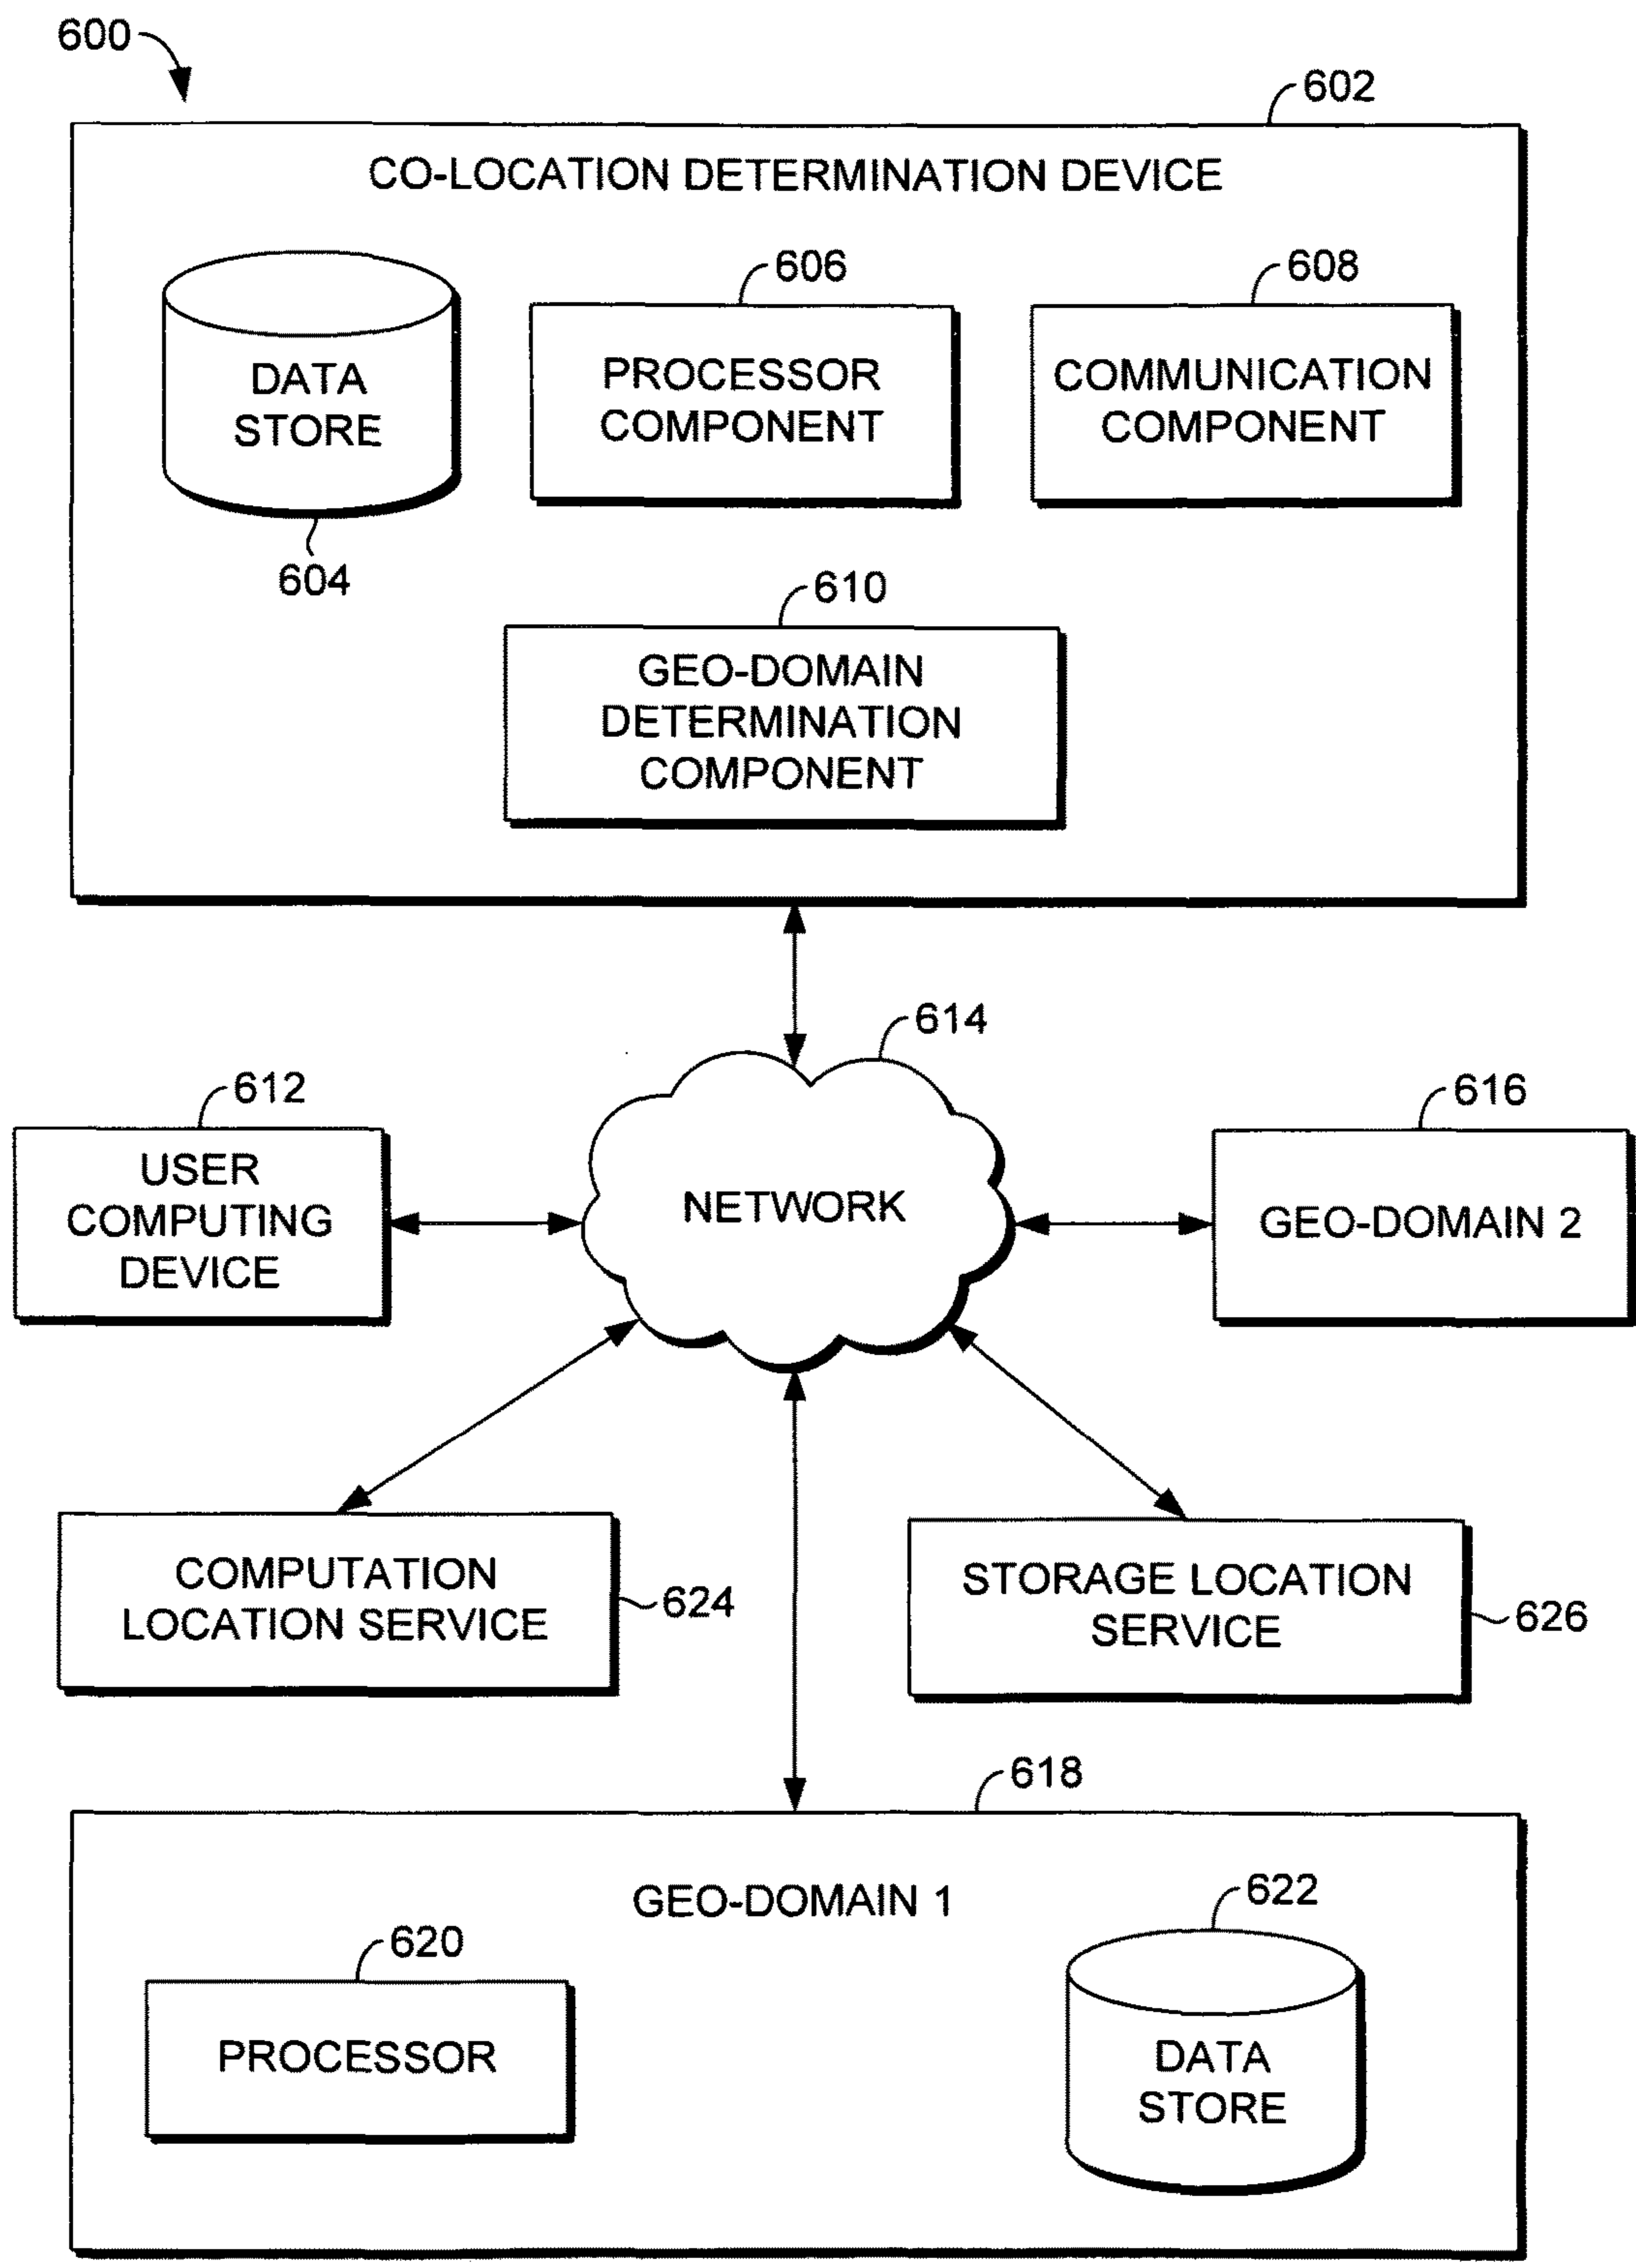 600
602
CO-LOCATION DETERMINATION DEVICE
606
608
DATA
STORE
PROCESSOR
COMPONENT
COMMUNICATION
COMPONENT
604
610
GEO-DOMAIN
DETERMINATION
COMPONENT
614
612
616
USER
COMPUTING
DEVICE
NETWORK
GEO-DOMAIN 2
COMPUTATION
LOCATION SERVICE
624
STORAGE LOCATION
SERVICE
626
618
GEO-DOMAIN 1
622
620
PROCESSOR
DATA
STORE